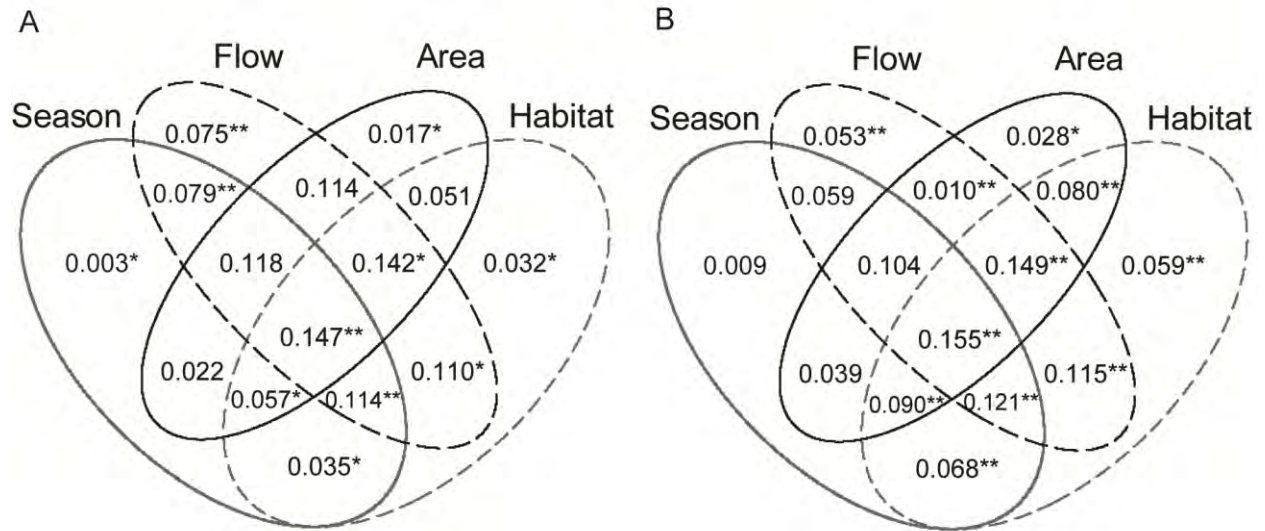 A
B
Flow Area
Season Habitat
0.075** 0.017*
0.079** 0.114 0.051
0.003* 0.118 0.142* 0.032*
0.147**
0.022 0.110*
0.057* 0.114**
0.035*
Flow Area
Season Habitat
0.053** 0.028*
0.059 0.010** 0.080**
0.009 0.104 0.149** 0.059**
0.155**
0.039 0.115**
0.090** 0.121**
0.068**